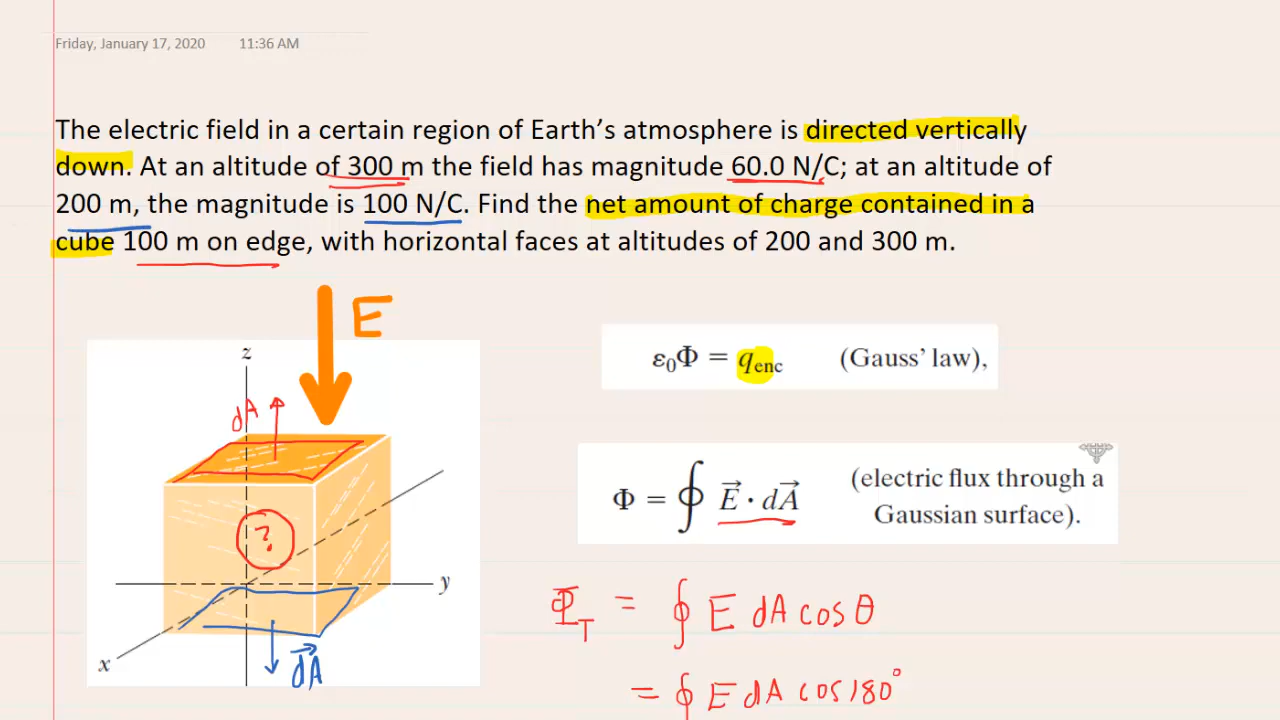 Friday, January 17, 2020 11:36 AM
The electric field in a certain region of Earth's atmosphere is directed vertically
down. At an altitude of 300 m the field has magnitude 60.0 N/C; at an altitude of
200 m, the magnitude is 100 N/C. Find the net amount of charge contained in a
cube 100 m on edge, with horizontal faces at altitudes of 200 and 300 m.
E
z
dA
?
y
x
d⃗A
ε₀Φ = qₑₙc (Gauss' law),
Φ = ∮ E⃗ · dA⃗ (electric flux through a
Gaussian surface).
Φ_T = ∮ E dA cos θ
= ∮ E dA cos 180°